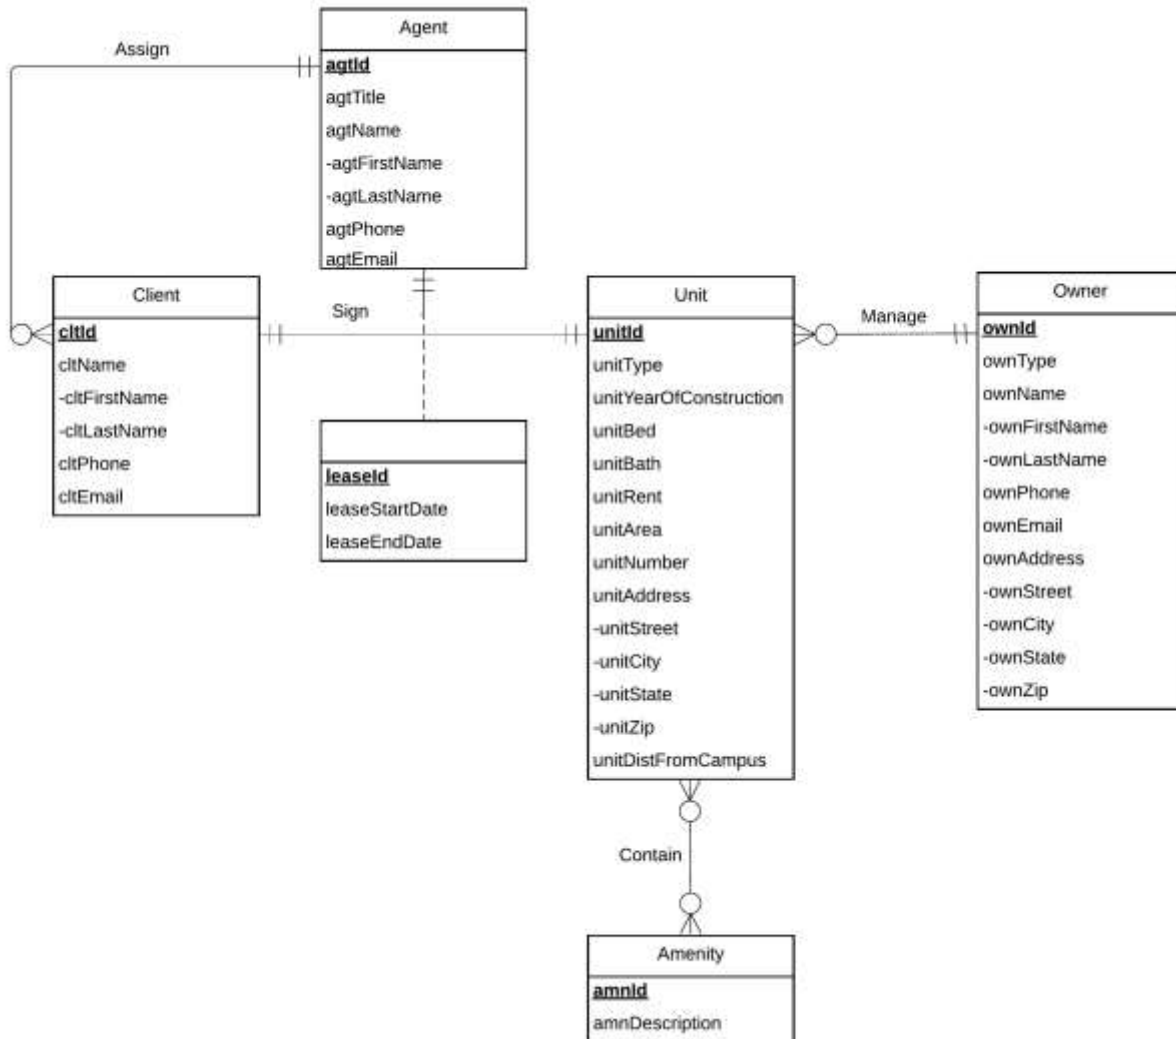 Agent
agtId
agtTitle
agtName
-agtFirstName
-agtLastName
agtPhone
agtEmail
Assign
Client
cltId
cltName
-cltFirstName
-cltLastName
cltPhone
cltEmail
Sign
leaseId
leaseStartDate
leaseEndDate
Unit
unitId
unitType
unitYearOfConstruction
unitBed
unitBath
unitRent
unitArea
unitNumber
unitAddress
-unitStreet
-unitCity
-unitState
-unitZip
unitDistFromCampus
Manage
Owner
ownId
ownType
ownName
-ownFirstName
-ownLastName
ownPhone
ownEmail
ownAddress
-ownStreet
-ownCity
-ownState
-ownZip
Contain
Amenity
amnId
amnDescription